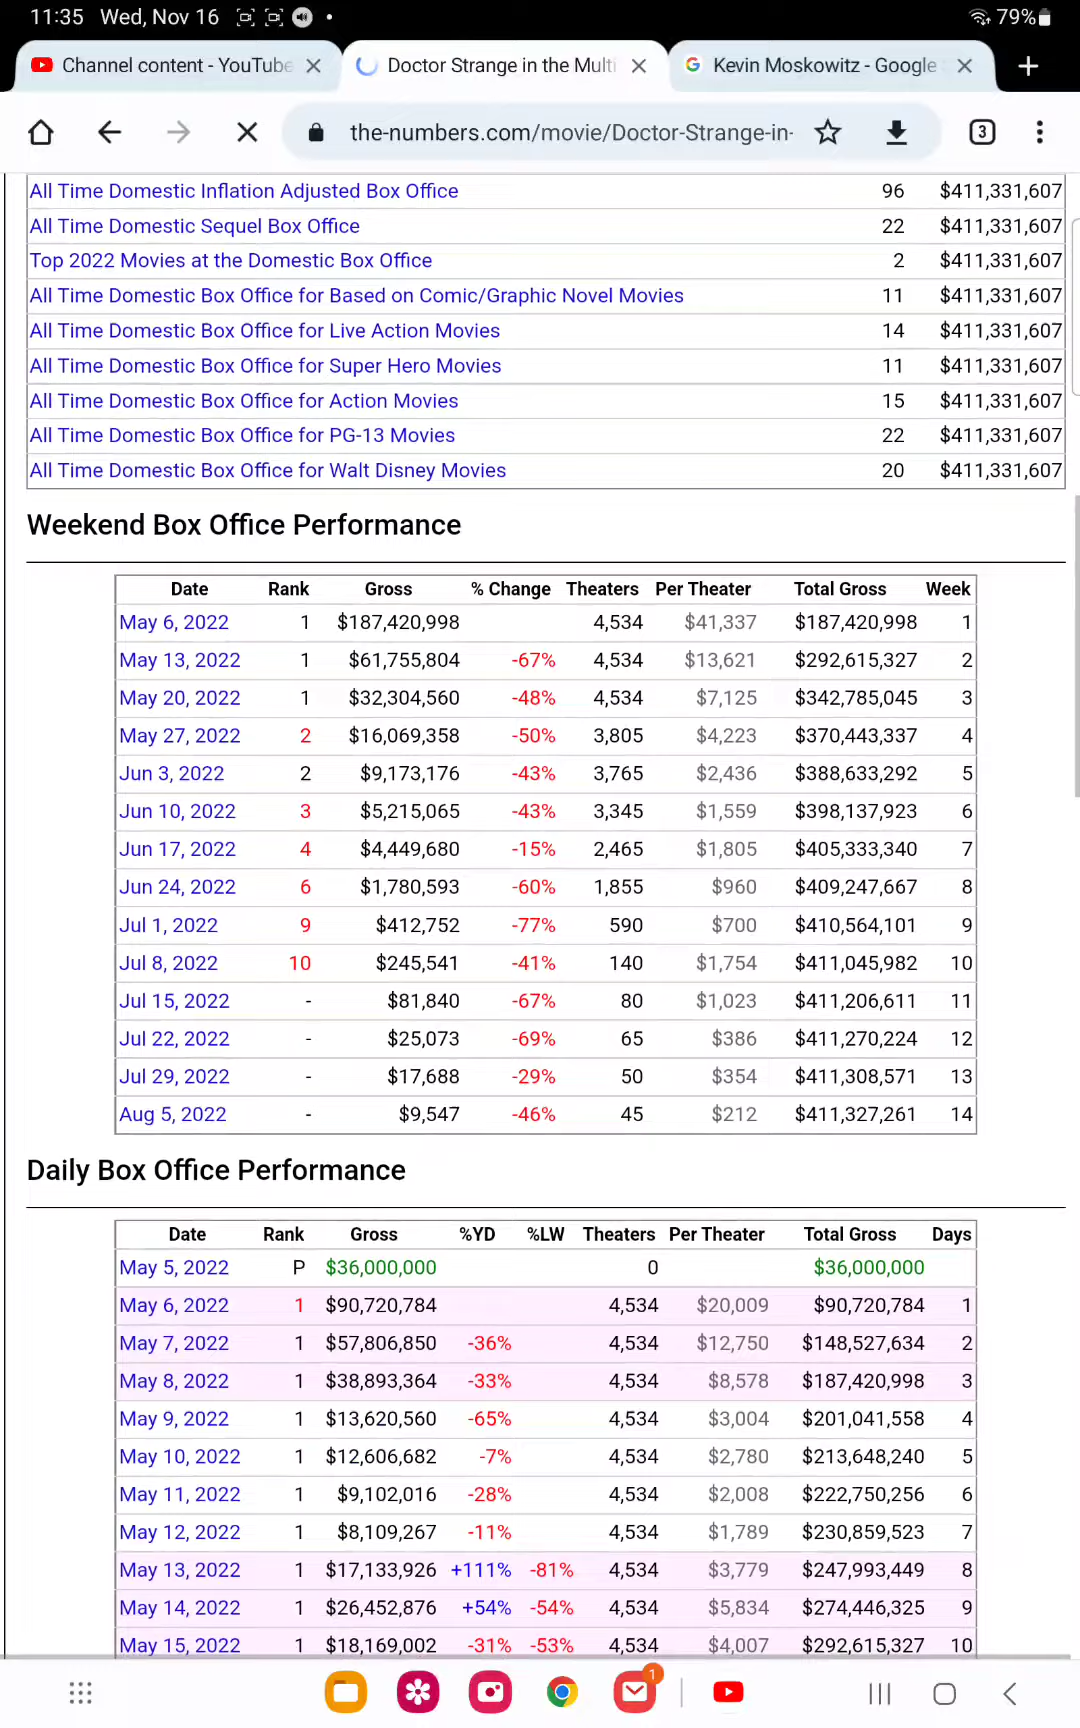 11:35 Wed, Nov 16 79%
Channel content - YouTube Doctor Strange in the Multi Kevin Moskowitz - Google
the-numbers.com/movie/Doctor-Strange-in- 3
All Time Domestic Inflation Adjusted Box Office 96 $411,331,607
All Time Domestic Sequel Box Office 22 $411,331,607
Top 2022 Movies at the Domestic Box Office 2 $411,331,607
All Time Domestic Box Office for Based on Comic/Graphic Novel Movies 11 $411,331,607
All Time Domestic Box Office for Live Action Movies 14 $411,331,607
All Time Domestic Box Office for Super Hero Movies 11 $411,331,607
All Time Domestic Box Office for Action Movies 15 $411,331,607
All Time Domestic Box Office for PG-13 Movies 22 $411,331,607
All Time Domestic Box Office for Walt Disney Movies 20 $411,331,607
Weekend Box Office Performance
Date Rank Gross % Change Theaters Per Theater Total Gross Week
May 6, 2022 1 $187,420,998 4,534 $41,337 $187,420,998 1
May 13, 2022 1 $61,755,804 -67% 4,534 $13,621 $292,615,327 2
May 20, 2022 1 $32,304,560 -48% 4,534 $7,125 $342,785,045 3
May 27, 2022 2 $16,069,358 -50% 3,805 $4,223 $370,443,337 4
Jun 3, 2022 2 $9,173,176 -43% 3,765 $2,436 $388,633,292 5
Jun 10, 2022 3 $5,215,065 -43% 3,345 $1,559 $398,137,923 6
Jun 17, 2022 4 $4,449,680 -15% 2,465 $1,805 $405,333,340 7
Jun 24, 2022 6 $1,780,593 -60% 1,855 $960 $409,247,667 8
Jul 1, 2022 9 $412,752 -77% 590 $700 $410,564,101 9
Jul 8, 2022 10 $245,541 -41% 140 $1,754 $411,045,982 10
Jul 15, 2022 - $81,840 -67% 80 $1,023 $411,206,611 11
Jul 22, 2022 - $25,073 -69% 65 $386 $411,270,224 12
Jul 29, 2022 - $17,688 -29% 50 $354 $411,308,571 13
Aug 5, 2022 - $9,547 -46% 45 $212 $411,327,261 14
Daily Box Office Performance
Date Rank Gross %YD %LW Theaters Per Theater Total Gross Days
May 5, 2022 P $36,000,000 0 $36,000,000
May 6, 2022 1 $90,720,784 4,534 $20,009 $90,720,784 1
May 7, 2022 1 $57,806,850 -36% 4,534 $12,750 $148,527,634 2
May 8, 2022 1 $38,893,364 -33% 4,534 $8,578 $187,420,998 3
May 9, 2022 1 $13,620,560 -65% 4,534 $3,004 $201,041,558 4
May 10, 2022 1 $12,606,682 -7% 4,534 $2,780 $213,648,240 5
May 11, 2022 1 $9,102,016 -28% 4,534 $2,008 $222,750,256 6
May 12, 2022 1 $8,109,267 -11% 4,534 $1,789 $230,859,523 7
May 13, 2022 1 $17,133,926 +111% -81% 4,534 $3,779 $247,993,449 8
May 14, 2022 1 $26,452,876 +54% -54% 4,534 $5,834 $274,446,325 9
May 15, 2022 1 $18,169,002 -31% -53% 4,534 $4,007 $292,615,327 10
1